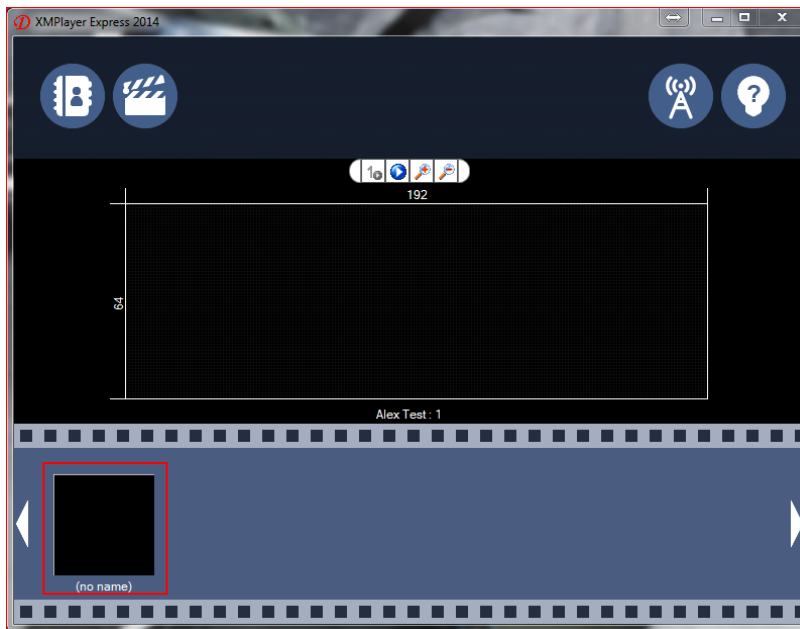 XMPlayer Express 2014
1
192
64
Alex Test : 1
(no name)